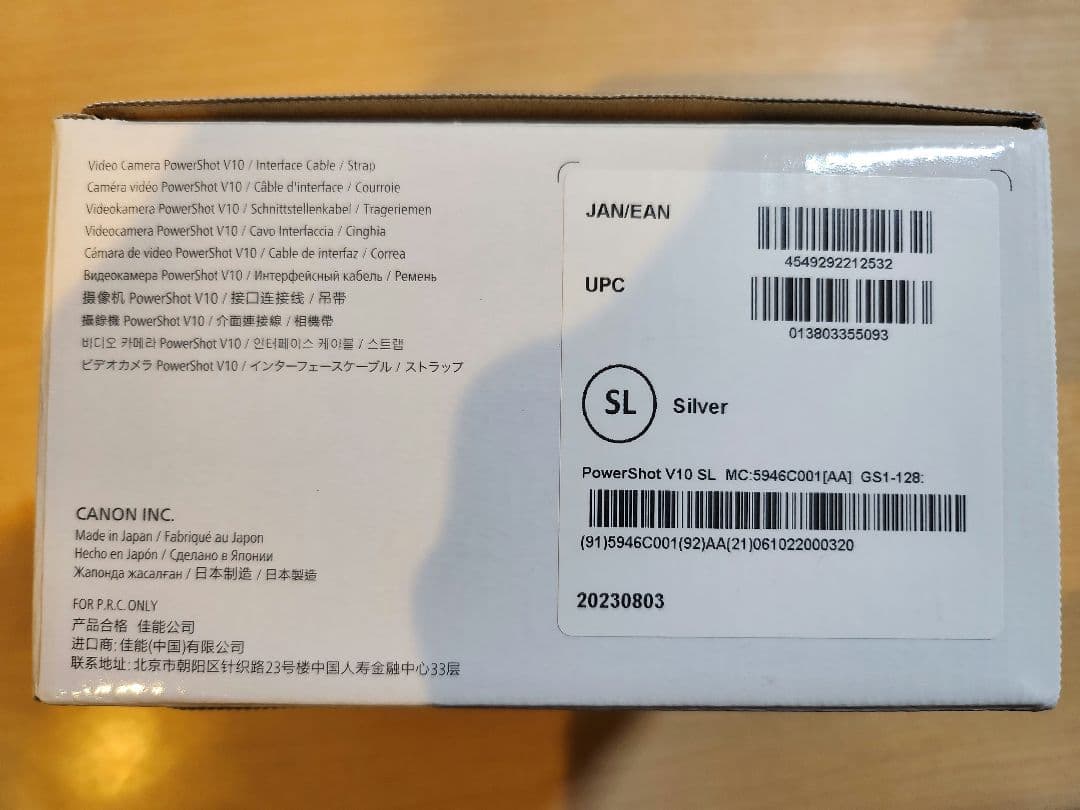 Video Camera PowerShot V10 / Interface Cable / Strap
Caméra vidéo PowerShot V10 / Câble d'interface / Courroie
Videokamera PowerShot V10 / Schnittstellenkabel / Trageriemen
Videocamera PowerShot V10 / Cavo Interfaccia / Cinghia
Cámara de video PowerShot V10 / Cable de interfaz / Correa
Видеокамера PowerShot V10 / Интерфейсный кабель / Ремень
摄像机 PowerShot V10 / 接口连接线 / 吊带
攝錄機 PowerShot V10 / 介面連接線 / 相機帶
비디오 카메라 PowerShot V10 / 인터페이스 케이블 / 스트랩
ビデオカメラ PowerShot V10 / インターフェースケーブル / ストラップ
CANON INC.
Made in Japan / Fabriqué au Japon
Hecho en Japón / Сделано в Японии
Жапонда жасалған / 日本制造 / 日本製造
FOR P.R.C. ONLY
产品合格 佳能公司
进口商: 佳能(中国)有限公司
联系地址: 北京市朝阳区针织路23号楼中国人寿金融中心33层
JAN/EAN
4549292212532
UPC
013803355093
SL Silver
PowerShot V10 SL MC:5946C001[AA] GS1-128:
(91)5946C001(92)AA(21)061022000320
20230803